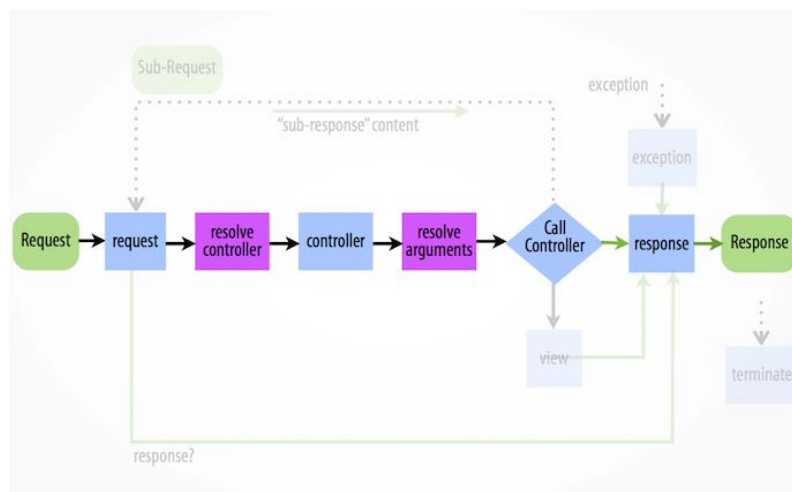 Sub-Request
exception
“sub-response” content
exception
Request
request
resolve
controller
controller
resolve
arguments
Call
Controller
response
Response
view
terminate
response?